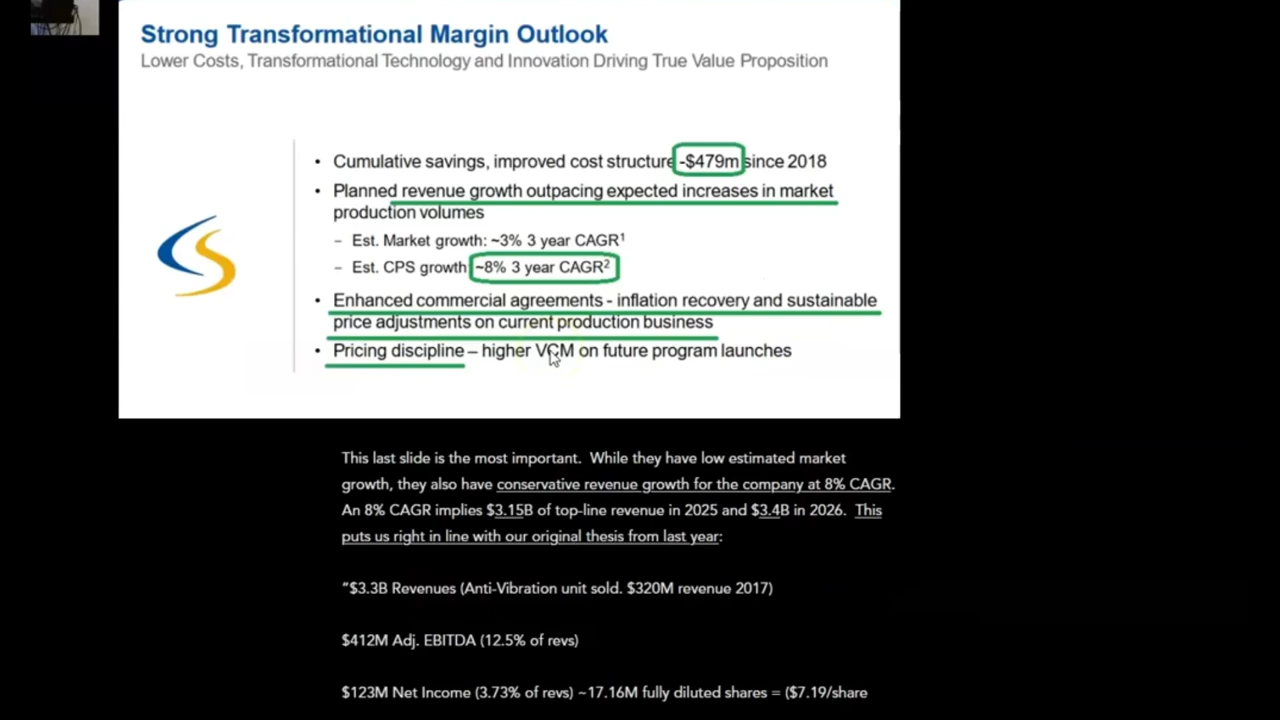 Strong Transformational Margin Outlook
Lower Costs, Transformational Technology and Innovation Driving True Value Proposition
• Cumulative savings, improved cost structure -$479m since 2018
• Planned revenue growth outpacing expected increases in market
production volumes
– Est. Market growth: ~3% 3 year CAGR¹
– Est. CPS growth ~8% 3 year CAGR²
• Enhanced commercial agreements - inflation recovery and sustainable
price adjustments on current production business
• Pricing discipline – higher VCM on future program launches
This last slide is the most important. While they have low estimated market
growth, they also have conservative revenue growth for the company at 8% CAGR.
An 8% CAGR implies $3.15B of top-line revenue in 2025 and $3.4B in 2026. This
puts us right in line with our original thesis from last year:
"$3.3B Revenues (Anti-Vibration unit sold. $320M revenue 2017)
$412M Adj. EBITDA (12.5% of revs)
$123M Net Income (3.73% of revs) ~17.16M fully diluted shares = ($7.19/share